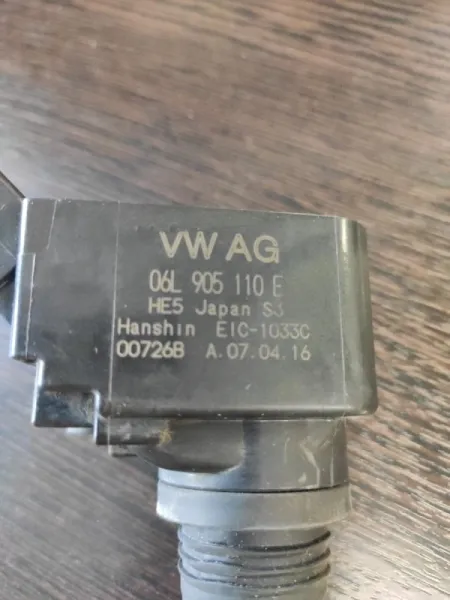 VW AG
06L 905 110 E
HE5 Japan S3
Hanshin EIC-1033C
00726B A.07.04.16